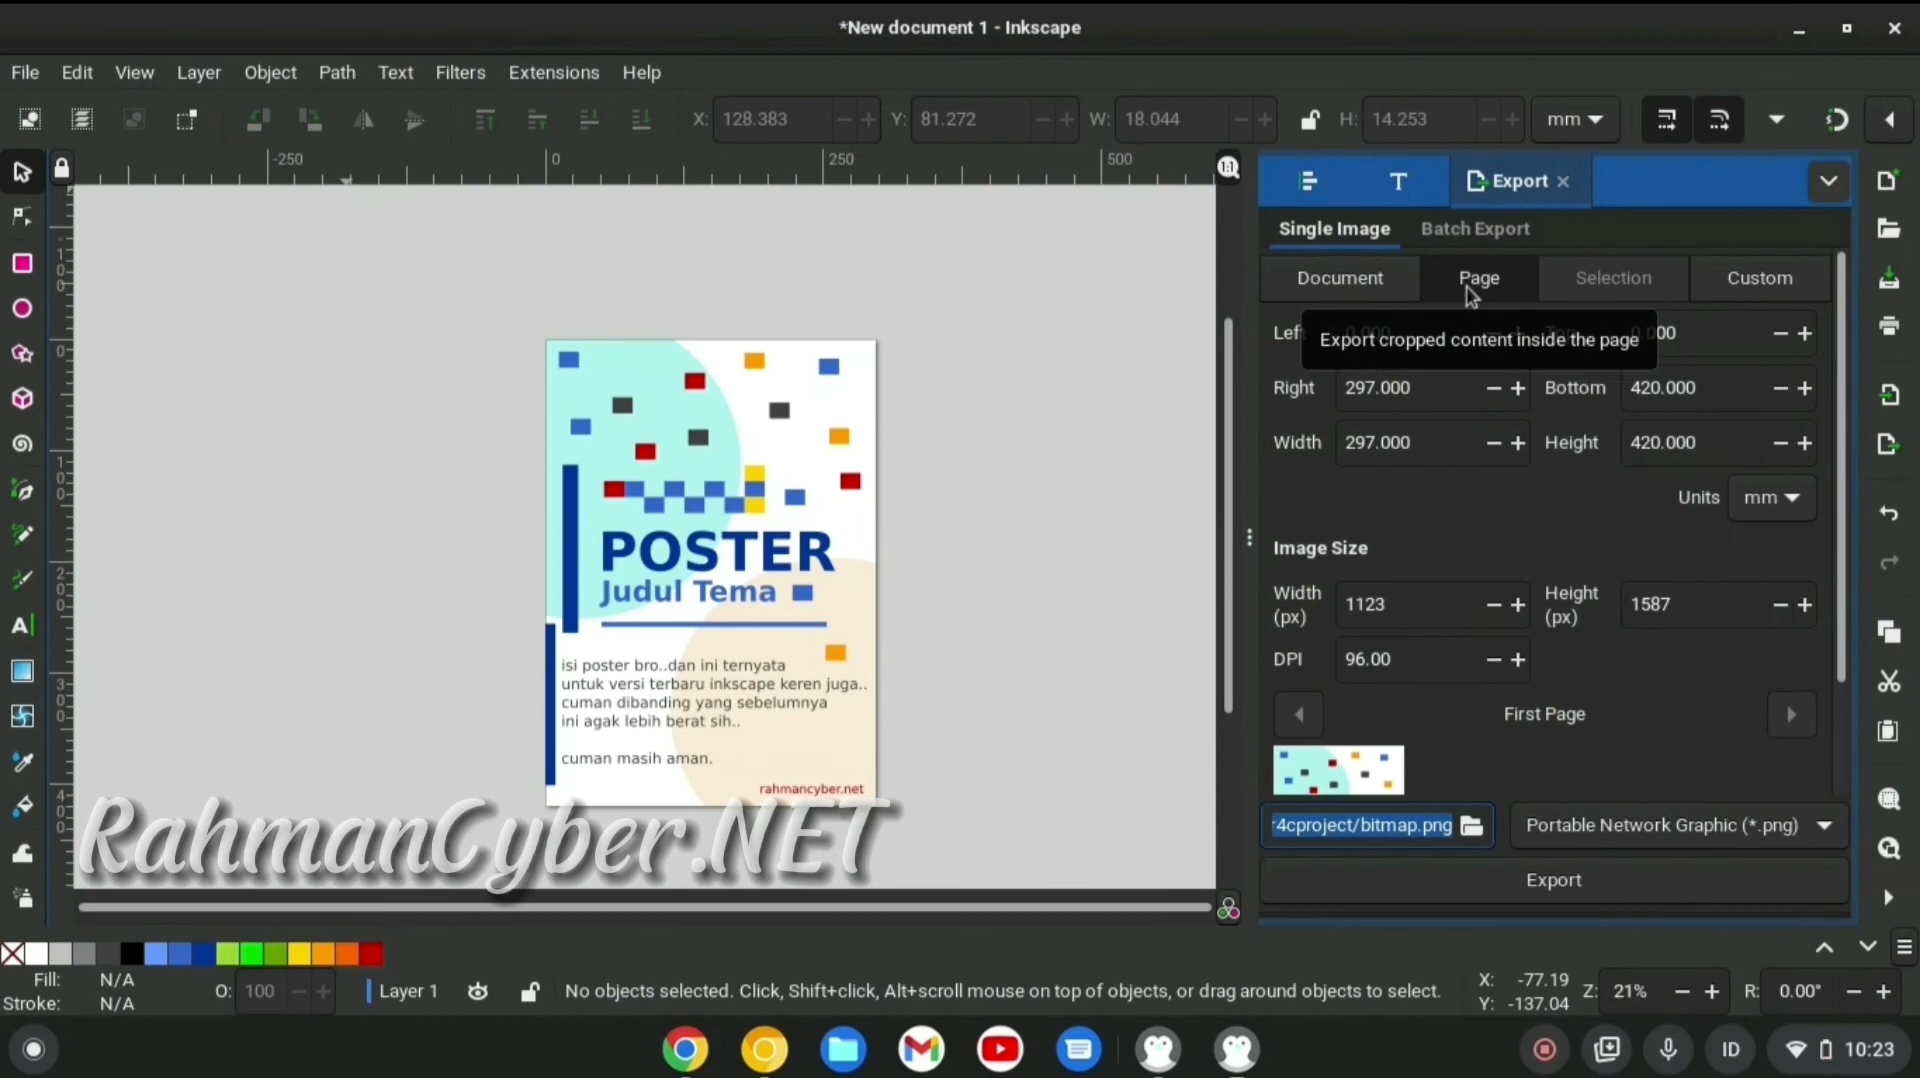 *New document 1 - Inkscape
File Edit View Layer Object Path Text Filters Extensions Help
X: 128.383 Y: 81.272 W: 18.044 H: 14.253 mm
-250 0 250 500
Export
Single Image Batch Export
Document Page Selection Custom
Export cropped content inside the page
Left
Right 297.000 Bottom 420.000
Width 297.000 Height 420.000
Units mm
Image Size
Width (px) 1123 Height (px) 1587
DPI 96.00
First Page
r4cproject/bitmap.png Portable Network Graphic (*.png)
Export
POSTER
Judul Tema
isi poster bro..dan ini ternyata
untuk versi terbaru inkscape keren juga..
cuman dibanding yang sebelumnya
ini agak lebih berat sih..
cuman masih aman.
rahmancyber.net
RahmanCyber.NET
Fill: N/A
Stroke: N/A
O: 100
Layer 1
No objects selected. Click, Shift+click, Alt+scroll mouse on top of objects, or drag around objects to select.
X: -77.19
Y: -137.04
Z: 21%
R: 0.00°
ID
10:23